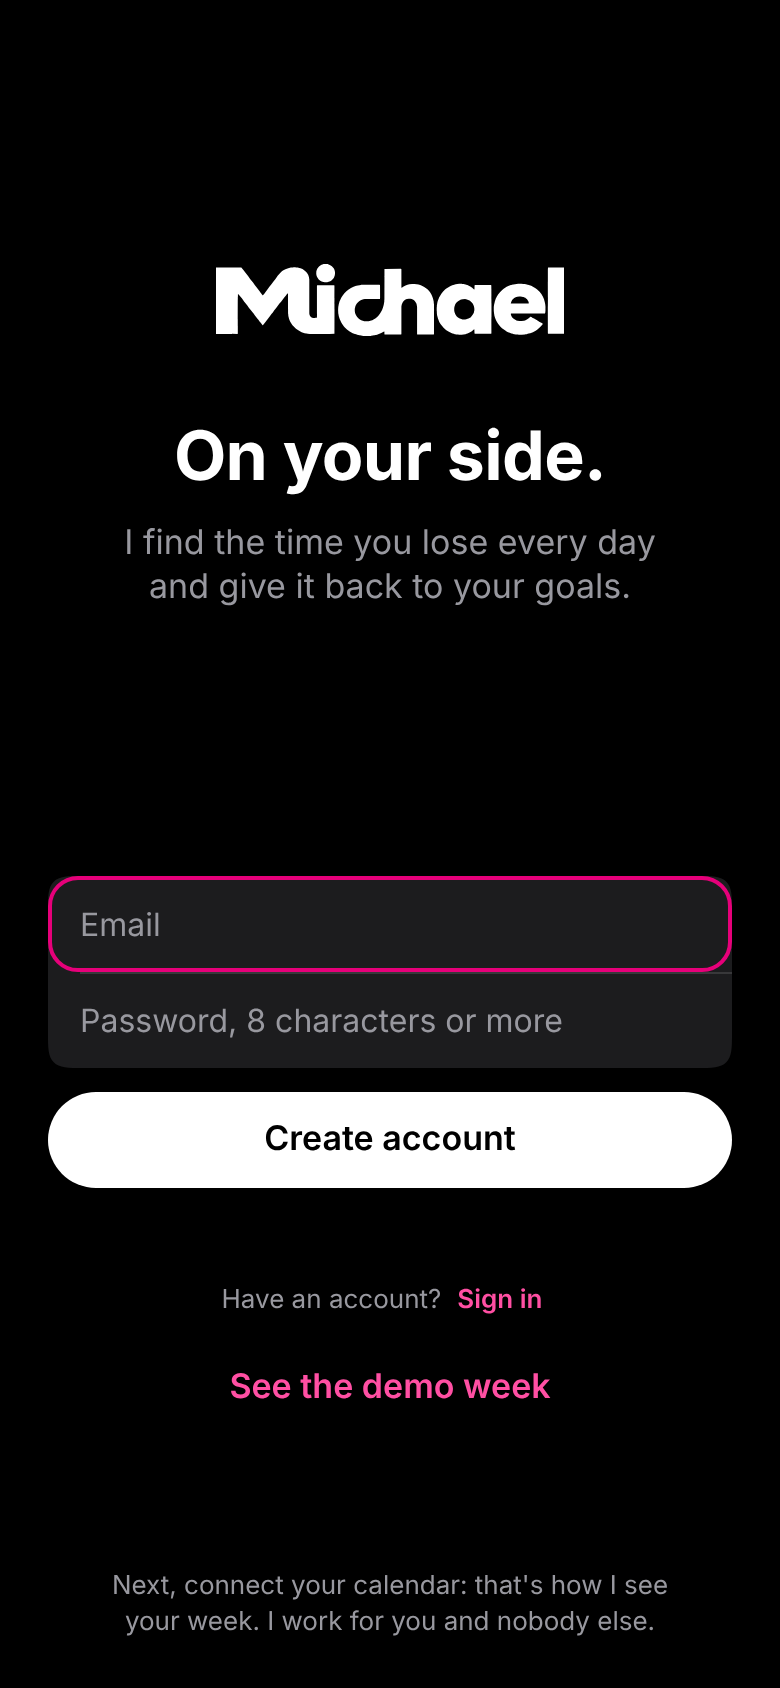 Michael
On your side.
I find the time you lose every day
and give it back to your goals.
Email
Password, 8 characters or more
Create account
Have an account? Sign in
See the demo week
Next, connect your calendar: that's how I see
your week. I work for you and nobody else.